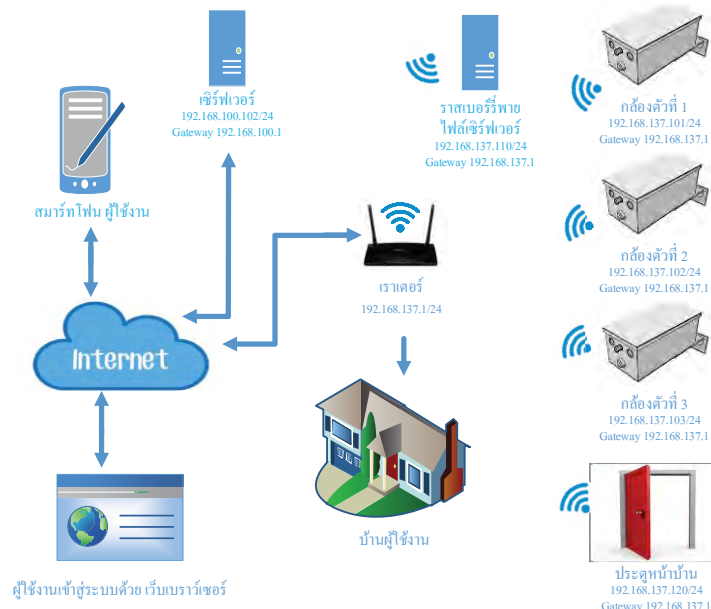 เซิร์ฟเวอร์
192.168.100.102/24
Gateway 192.168.100.1
ราสเบอร์รี่พาย
ไฟล์เซิร์ฟเวอร์
192.168.137.110/24
Gateway 192.168.137.1
กล้องตัวที่ 1
192.168.137.101/24
Gateway 192.168.137.1
สมาร์ทโฟน ผู้ใช้งาน
กล้องตัวที่ 2
192.168.137.102/24
Gateway 192.168.137.1
เราเตอร์
192.168.137.1/24
Internet
กล้องตัวที่ 3
192.168.137.103/24
Gateway 192.168.137.1
บ้านผู้ใช้งาน
ผู้ใช้งานเข้าสู่ระบบด้วย เว็บเบราว์เซอร์
ประตูหน้าบ้าน
192.168.137.120/24
Gateway 192.168.137.1